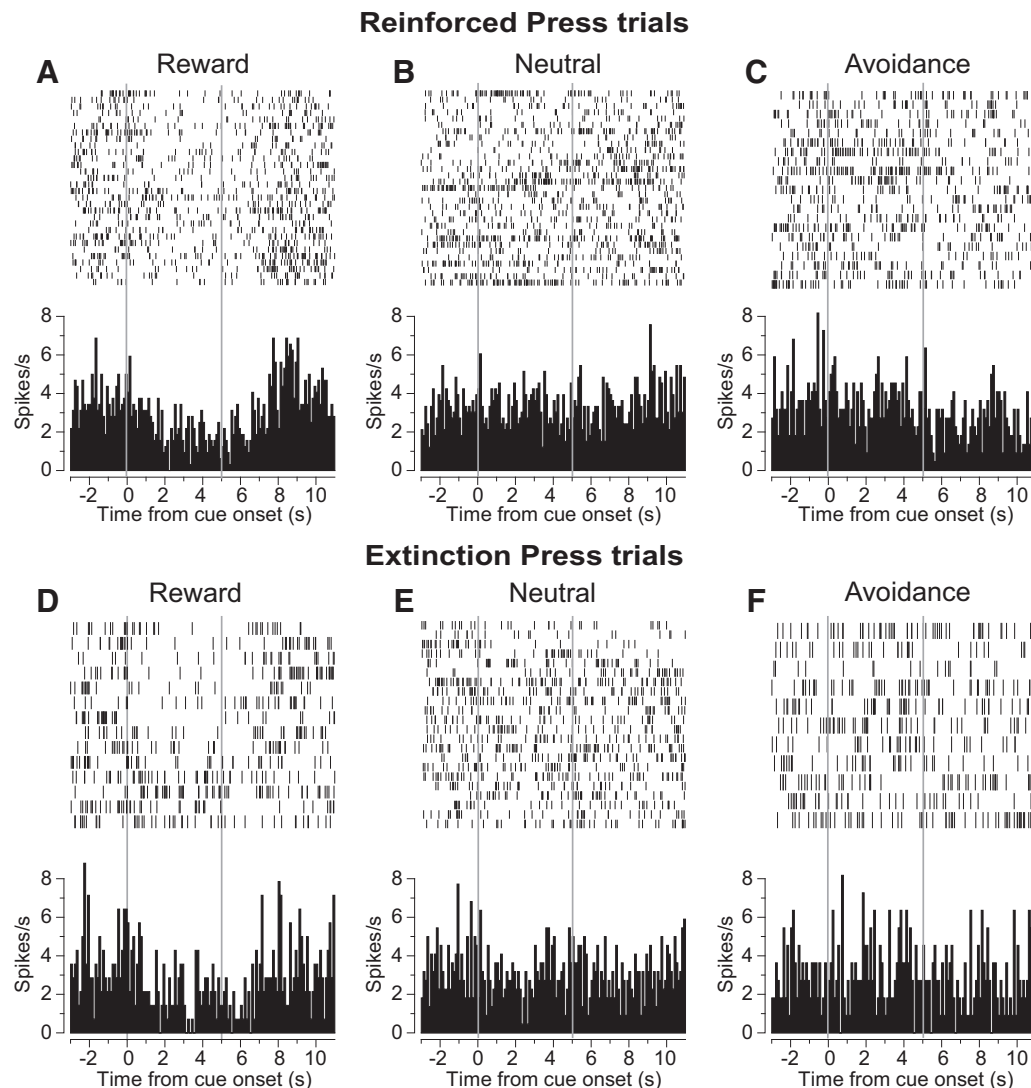 Reinforced Press trials
A Reward B Neutral C Avoidance
8 8 8
6 6 6
4 4 4
2 2 2
0 0 0
Spikes/s Spikes/s Spikes/s
-2 0 2 4 6 8 10 -2 0 2 4 6 8 10 -2 0 2 4 6 8 10
Time from cue onset (s) Time from cue onset (s) Time from cue onset (s)
Extinction Press trials
D Reward E Neutral F Avoidance
8 8 8
6 6 6
4 4 4
2 2 2
0 0 0
Spikes/s Spikes/s Spikes/s
-2 0 2 4 6 8 10 -2 0 2 4 6 8 10 -2 0 2 4 6 8 10
Time from cue onset (s) Time from cue onset (s) Time from cue onset (s)